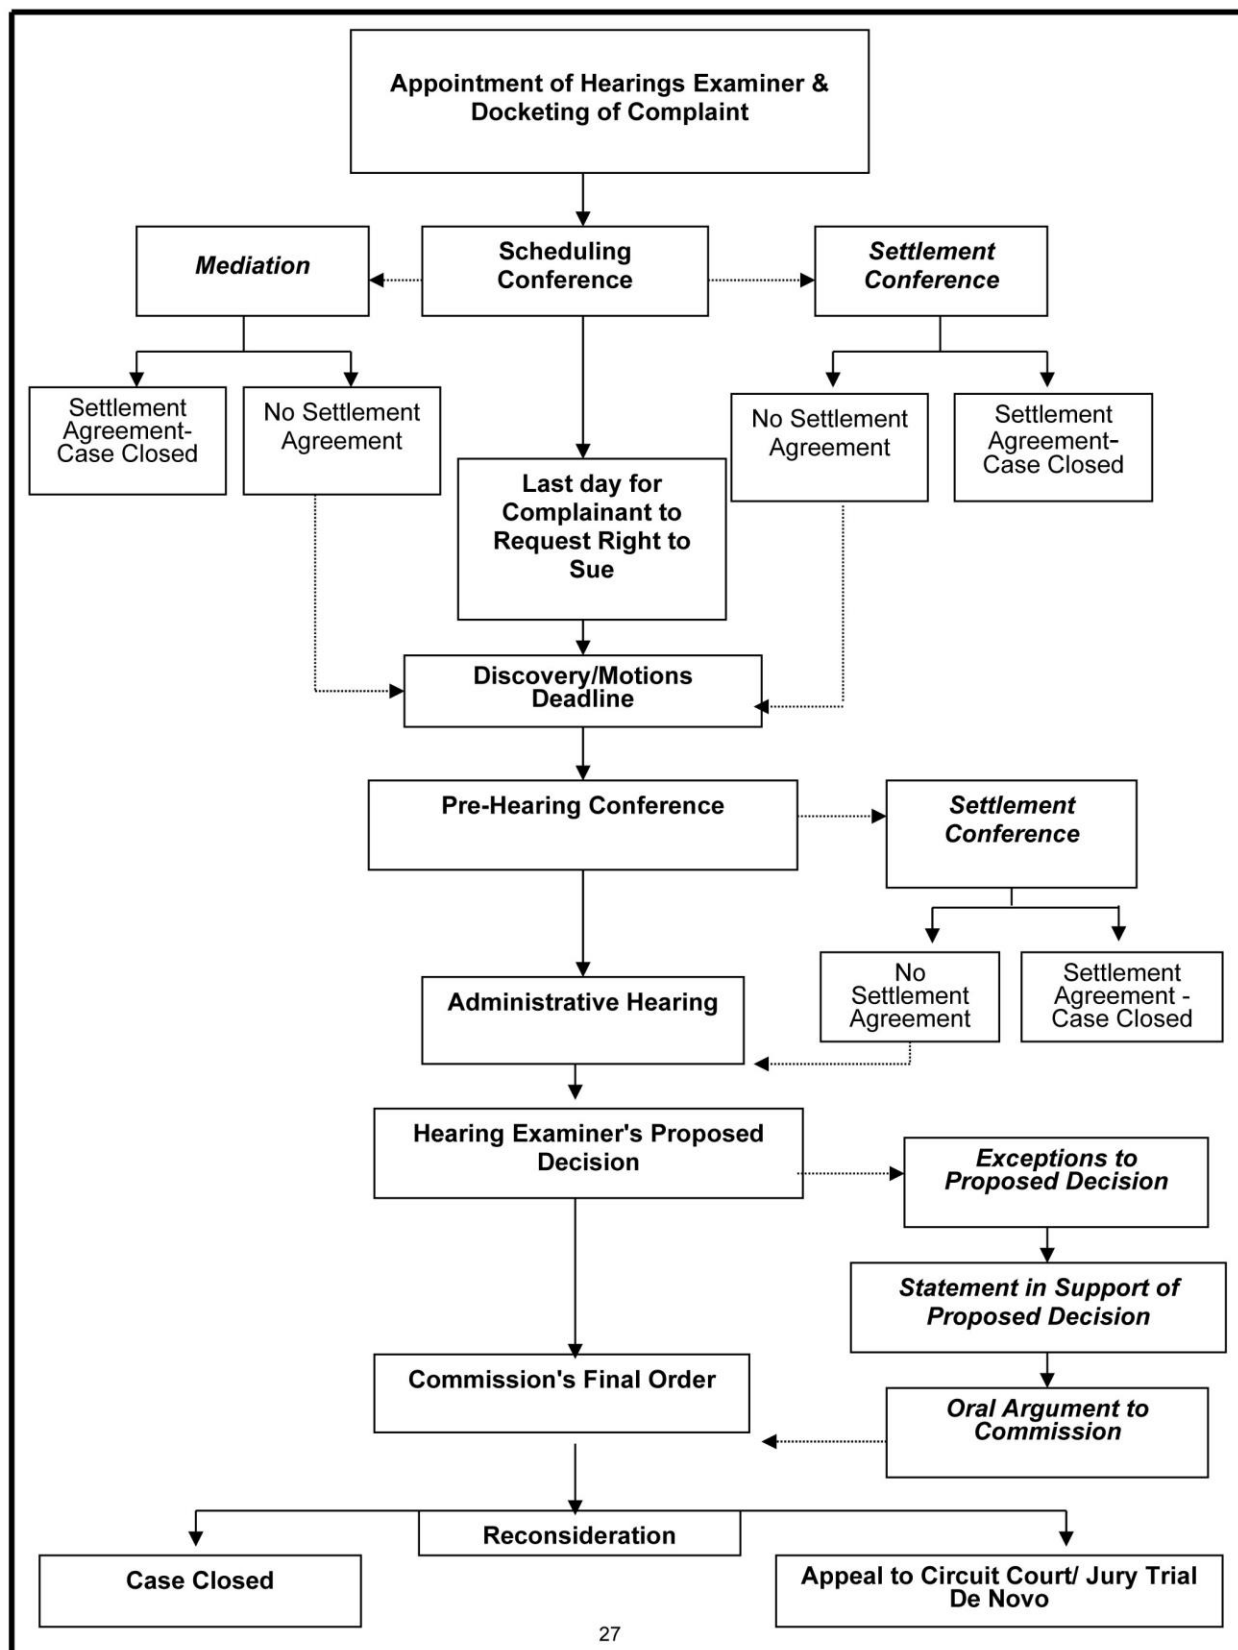 Appointment of Hearings Examiner &
Docketing of Complaint
Mediation
Scheduling
Conference
Settlement
Conference
Settlement
Agreement-
Case Closed
No Settlement
Agreement
No Settlement
Agreement
Settlement
Agreement-
Case Closed
Last day for
Complainant to
Request Right to
Sue
Discovery/Motions
Deadline
Pre-Hearing Conference
Settlement
Conference
No
Settlement
Agreement
Settlement
Agreement -
Case Closed
Administrative Hearing
Hearing Examiner's Proposed
Decision
Exceptions to
Proposed Decision
Statement in Support of
Proposed Decision
Commission's Final Order
Oral Argument to
Commission
Reconsideration
Case Closed
Appeal to Circuit Court/ Jury Trial
De Novo
27